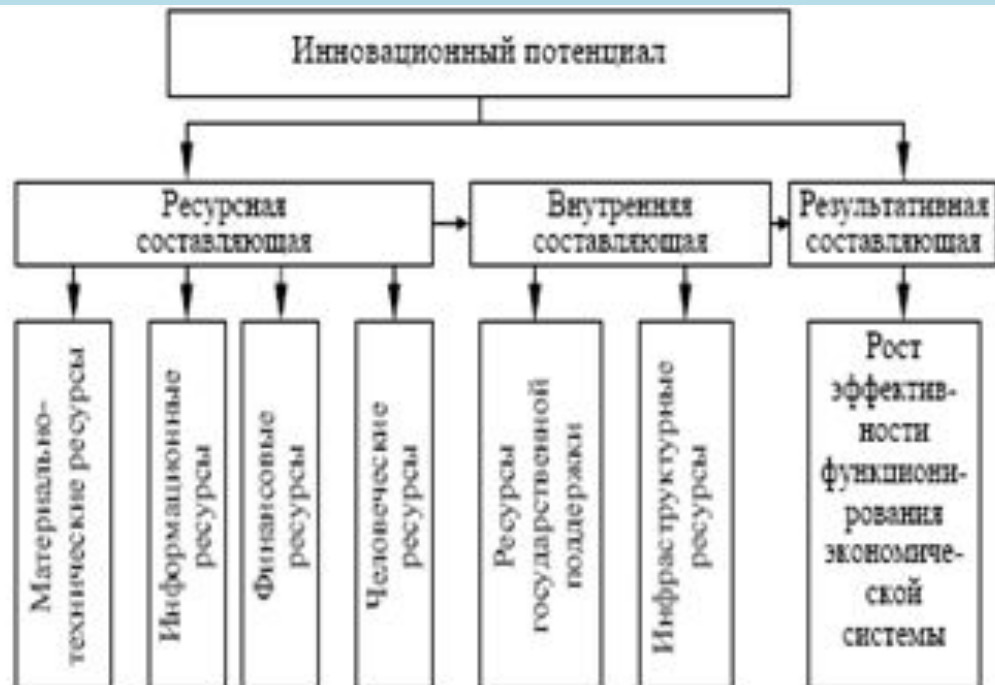 Инновационный потенциал
Ресурсная
составляющая
Внутренняя
составляющая
Результативная
составляющая
Материально-
технические ресурсы
Информационные
ресурсы
Финансовые
ресурсы
Человеческие
ресурсы
Ресурсы
государственной
поддержки
Инфраструктурные
ресурсы
Рост
эффектив-
ности
функциони-
рования
экономиче-
ской
системы